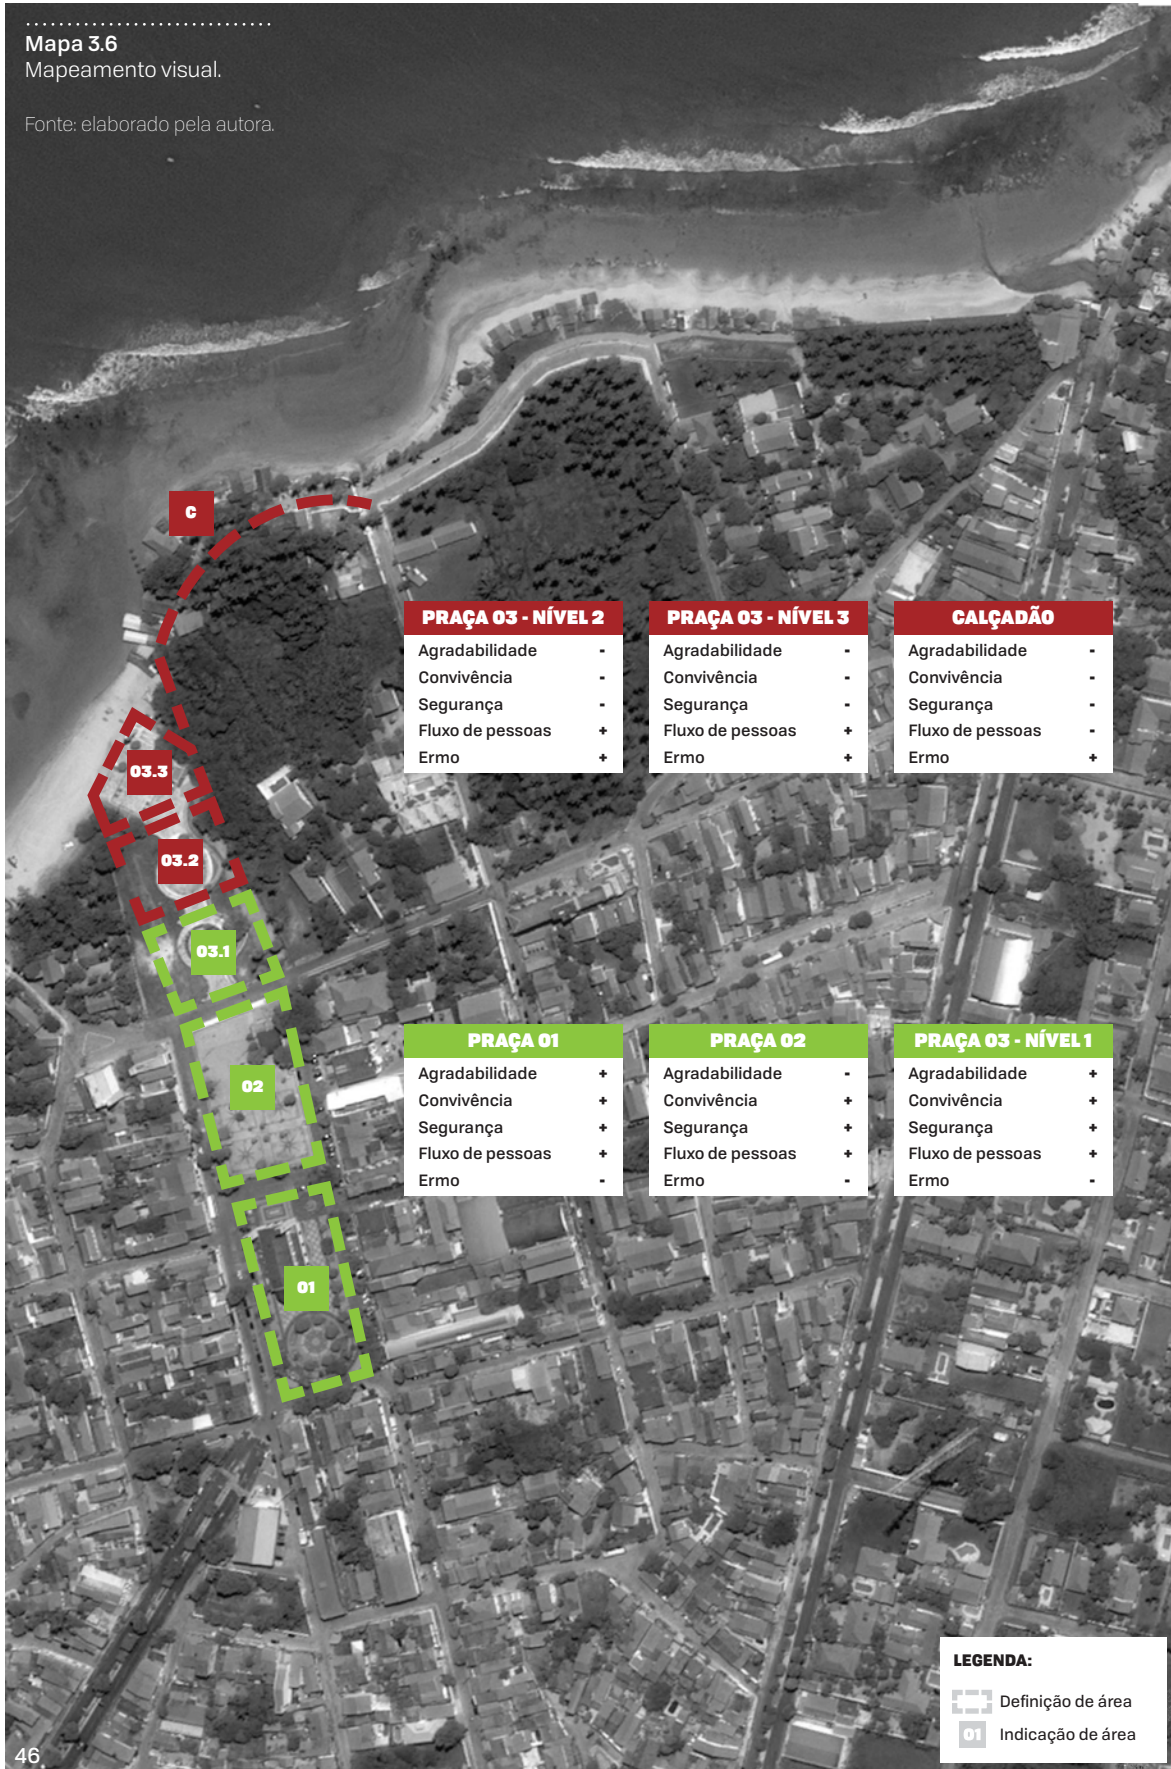 Mapa 3.6
Mapeamento visual.
Fonte: elaborado pela autora.
C
03.3
03.2
03.1
02
01
PRAÇA 03 - NÍVEL 2
Agradabilidade -
Convivência -
Segurança -
Fluxo de pessoas +
Ermo +
PRAÇA 03 - NÍVEL 3
Agradabilidade -
Convivência -
Segurança -
Fluxo de pessoas +
Ermo +
CALÇADÃO
Agradabilidade -
Convivência -
Segurança -
Fluxo de pessoas -
Ermo +
PRAÇA 01
Agradabilidade +
Convivência +
Segurança +
Fluxo de pessoas +
Ermo -
PRAÇA 02
Agradabilidade -
Convivência +
Segurança +
Fluxo de pessoas +
Ermo -
PRAÇA 03 - NÍVEL 1
Agradabilidade +
Convivência +
Segurança +
Fluxo de pessoas +
Ermo -
LEGENDA:
Definição de área
01 Indicação de área
46